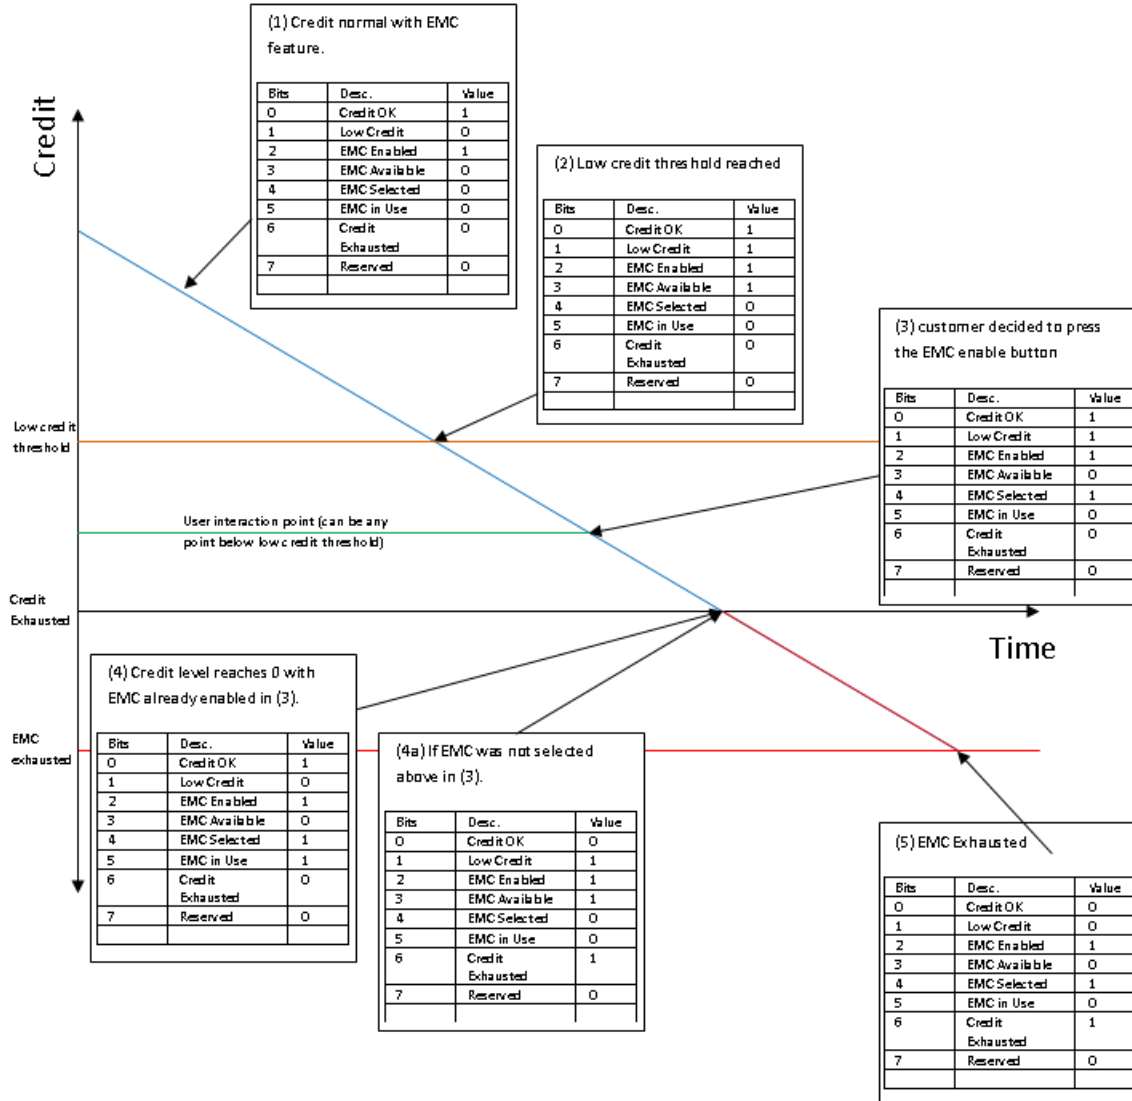 (1) Credit normal with EMC
feature.
Bits Desc. Value
0 Credit OK 1
1 Low Credit 0
2 EMC Enabled 1
3 EMC Available 0
4 EMC Selected 0
5 EMC in Use 0
6 Credit 0
Exhausted
7 Reserved 0
Credit
(2) Low credit threshold reached
Bits Desc. Value
0 Credit OK 1
1 Low Credit 1
2 EMC Enabled 1
3 EMC Available 1
4 EMC Selected 0
5 EMC in Use 0
6 Credit 0
Exhausted
7 Reserved 0
(3) customer decided to press
the EMC enable button
Bits Desc. Value
0 Credit OK 1
1 Low Credit 1
2 EMC Enabled 1
3 EMC Available 0
4 EMC Selected 1
5 EMC in Use 0
6 Credit 0
Exhausted
7 Reserved 0
Low credit
threshold
User interaction point (can be any
point below low credit threshold)
Credit
Exhausted
Time
(4) Credit level reaches 0 with
EMC already enabled in (3).
Bits Desc. Value
0 Credit OK 1
1 Low Credit 0
2 EMC Enabled 1
3 EMC Available 0
4 EMC Selected 1
5 EMC in Use 1
6 Credit 0
Exhausted
7 Reserved 0
EMC
exhausted
(4a) If EMC was not selected
above in (3).
Bits Desc. Value
0 Credit OK 0
1 Low Credit 1
2 EMC Enabled 1
3 EMC Available 1
4 EMC Selected 0
5 EMC in Use 0
6 Credit 1
Exhausted
7 Reserved 0
(5) EMC Exhausted
Bits Desc. Value
0 Credit OK 0
1 Low Credit 0
2 EMC Enabled 1
3 EMC Available 0
4 EMC Selected 1
5 EMC in Use 0
6 Credit 1
Exhausted
7 Reserved 0